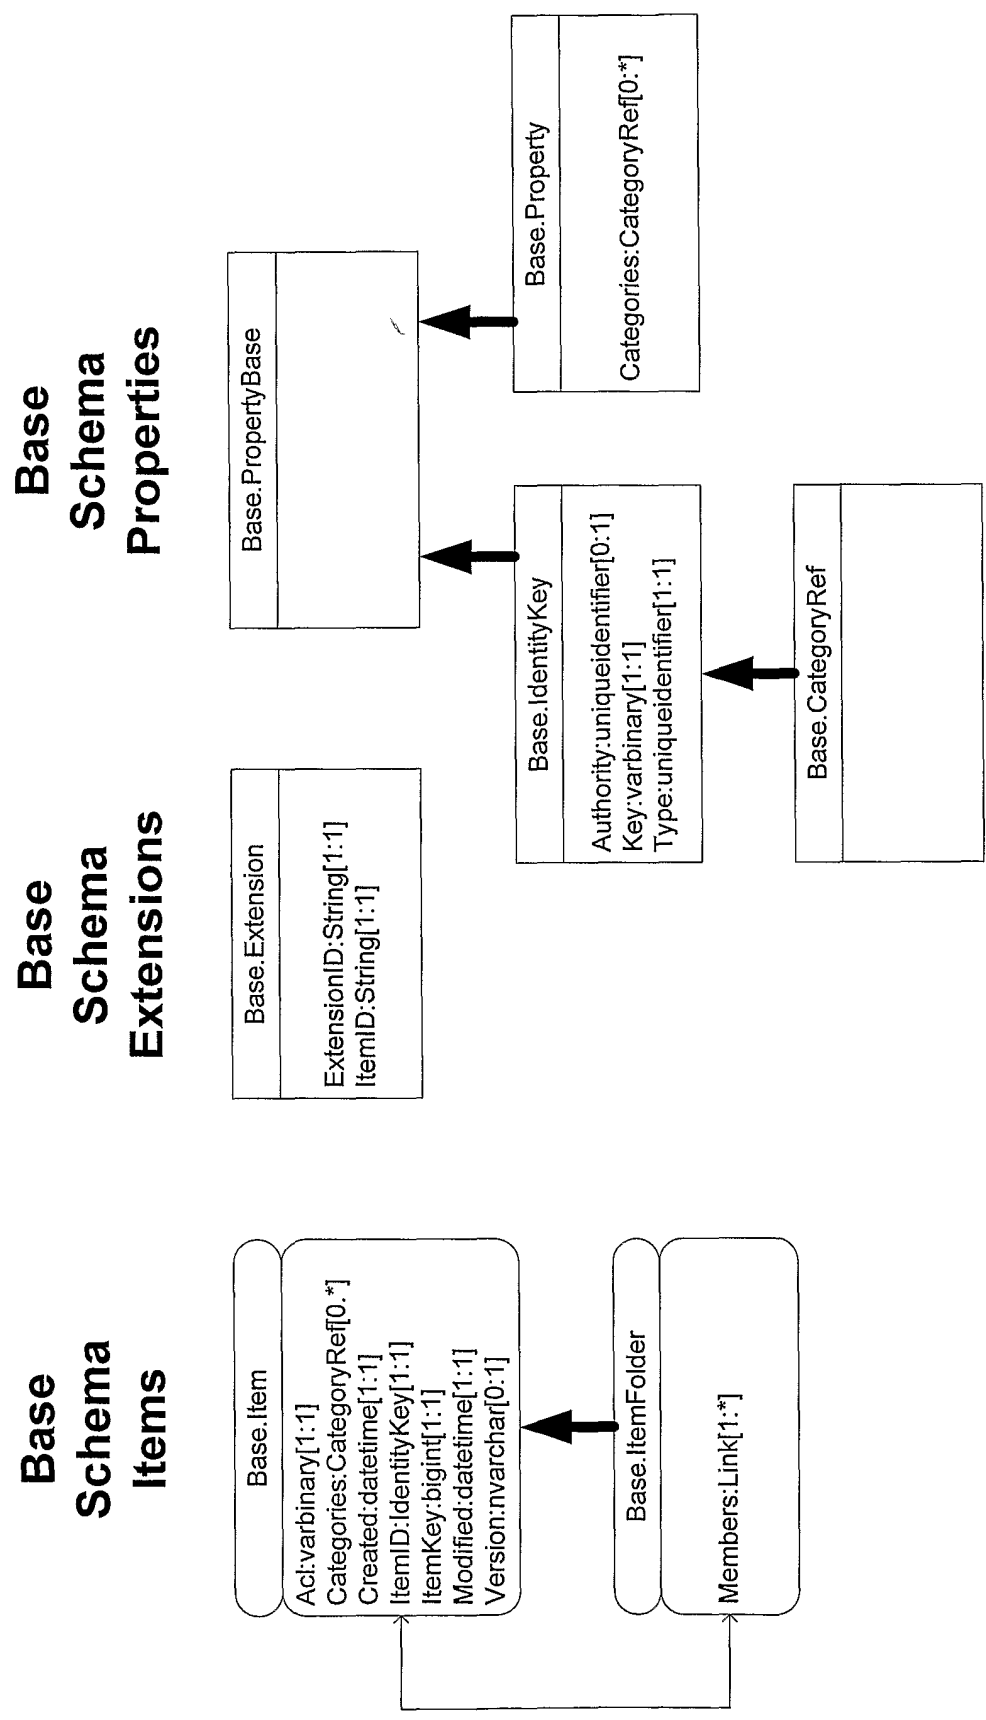 Base
Schema
Items
Base.Item
Acl:varbinary[1:1]
Categories:CategoryRef[0.*]
Created:datetime[1:1]
ItemID:IdentityKey[1:1]
ItemKey:bigint[1:1]
Modified:datetime[1:1]
Version:nvarchar[0:1]
Base.ItemFolder
Members:Link[1:*]
Base
Schema
Extensions
Base.Extension
ExtensionID:String[1:1]
ItemID:String[1:1]
Base
Schema
Properties
Base.PropertyBase
Base.IdentityKey
Authority:uniqueidentifier[0:1]
Key:varbinary[1:1]
Type:uniqueidentifier[1:1]
Base.Property
Categories:CategoryRef[0:*]
Base.CategoryRef